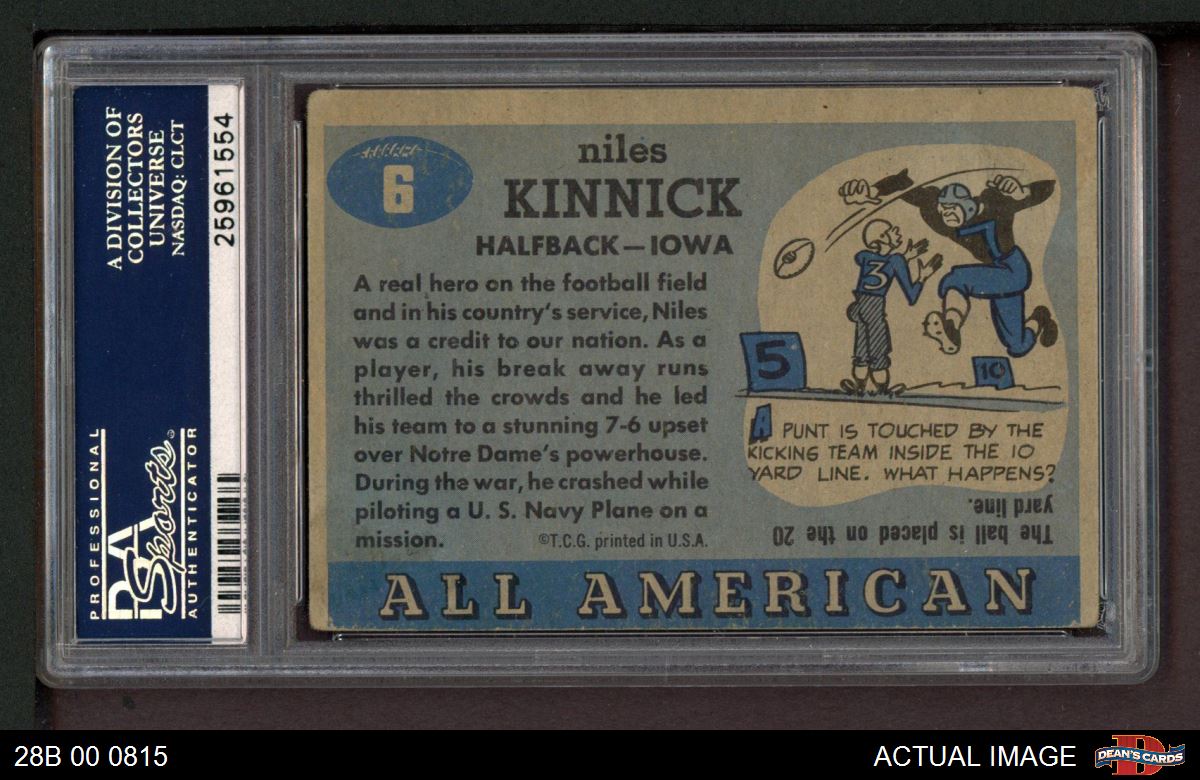 A DIVISION OF
COLLECTORS
UNIVERSE
NASDAQ: CLCT
25961554
PROFESSIONAL
PSA
Sports
AUTHENTICATOR
6
niles
KINNICK
HALFBACK—IOWA
A real hero on the football field
and in his country's service, Niles
was a credit to our nation. As a
player, his break away runs
thrilled the crowds and he led
his team to a stunning 7-6 upset
over Notre Dame's powerhouse.
During the war, he crashed while
piloting a U. S. Navy Plane on a
mission.
©T.C.G. printed in U.S.A.
3
5
10
A PUNT IS TOUCHED BY THE
KICKING TEAM INSIDE THE 10
YARD LINE. WHAT HAPPENS?
The ball is placed on the 20
yard line.
ALL AMERICAN
28B 00 0815
ACTUAL IMAGE
DEAN'S CARDS